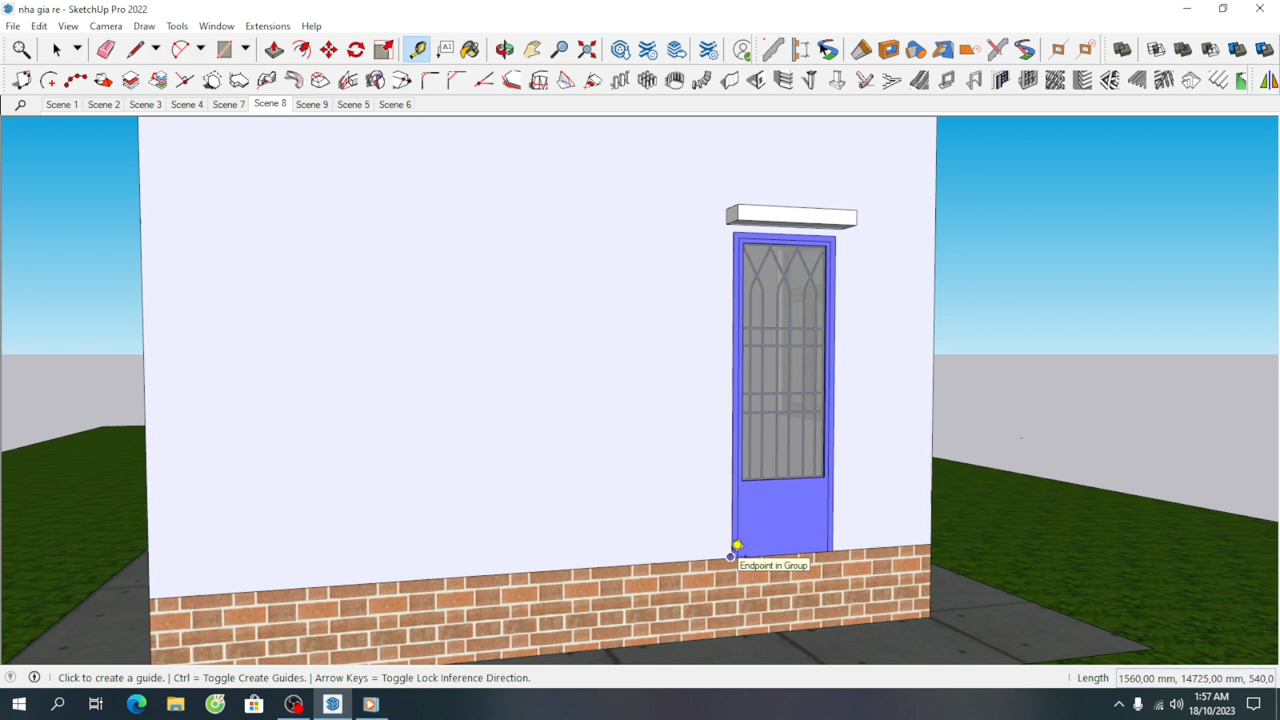 nha gia re - SketchUp Pro 2022
File Edit View Camera Draw Tools Window Extensions Help
Scene 1 Scene 2 Scene 3 Scene 4 Scene 7 Scene 8 Scene 9 Scene 5 Scene 6
Endpoint in Group
Click to create a guide. | Ctrl = Toggle Create Guides. | Arrow Keys = Toggle Lock Inference Direction.
Length 1560,00 mm, 14725,00 mm, 540,0
1:57 AM
18/10/2023